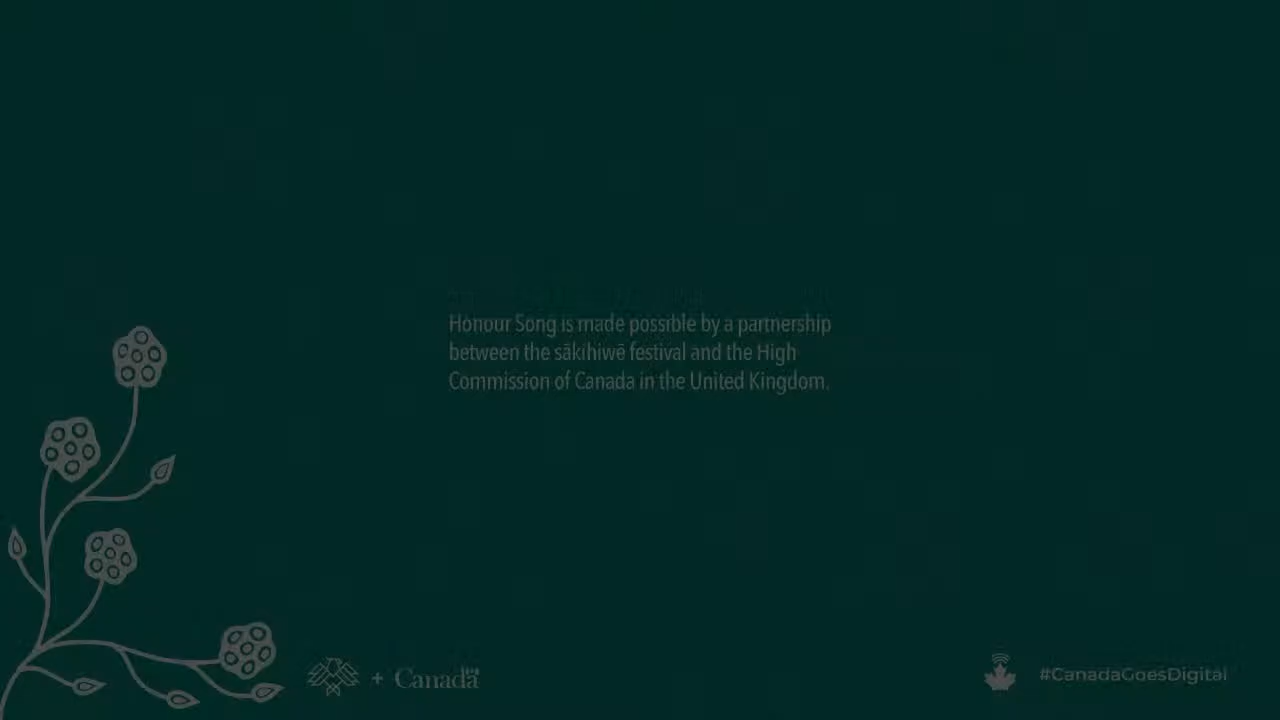 Honour Song is made possible by a partnership
between the sākihiwē festival and the High
Commission of Canada in the United Kingdom.
+ Canada
#CanadaGoesDigital